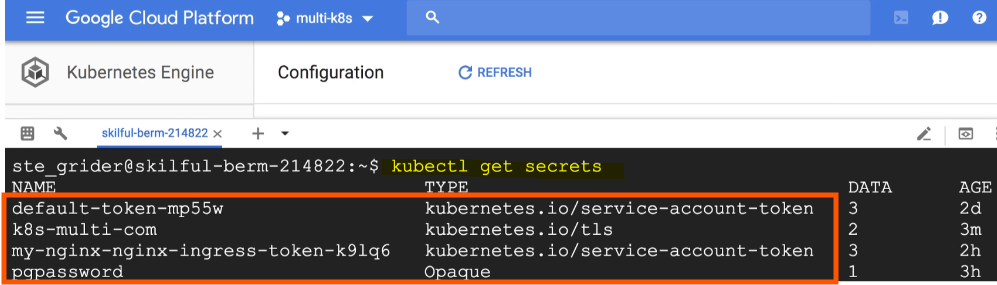 Google Cloud Platform multi-k8s
Kubernetes Engine Configuration REFRESH
skilful-berm-214822
ste_grider@skilful-berm-214822:~$ kubectl get secrets
NAME TYPE DATA AGE
default-token-mp55w kubernetes.io/service-account-token 3 2d
k8s-multi-com kubernetes.io/tls 2 3m
my-nginx-nginx-ingress-token-k9lq6 kubernetes.io/service-account-token 3 2h
pgpassword Opaque 1 3h